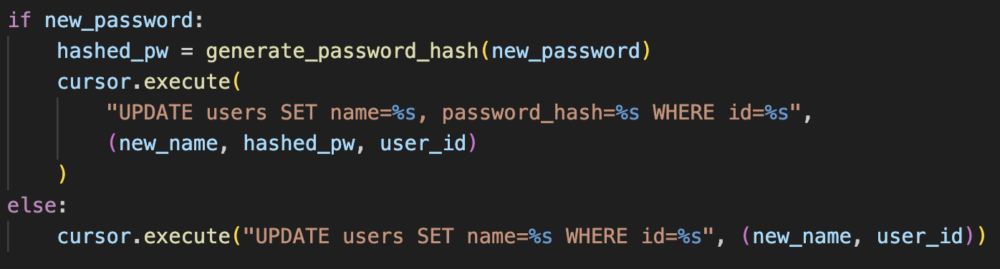 if new_password:
    hashed_pw = generate_password_hash(new_password)
    cursor.execute(
        "UPDATE users SET name=%s, password_hash=%s WHERE id=%s",
        (new_name, hashed_pw, user_id)
    )
else:
    cursor.execute("UPDATE users SET name=%s WHERE id=%s", (new_name, user_id))